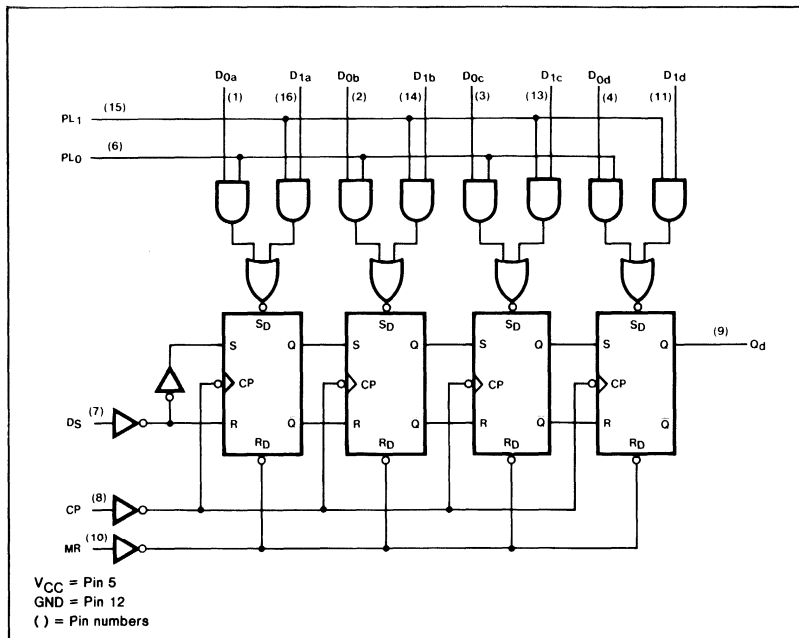 D0a D1a D0b D1b D0c D1c D0d D1d
(1) (16) (2) (14) (3) (13) (4) (11)
PL1 (15)
PL0 (6)
SD SD SD SD
S Q S Q S Q S Q (9) Qd
CP CP CP CP
DS (7)
R Q̅ R Q̅ R Q̅ R Q̅
RD RD RD RD
CP (8)
MR (10)
VCC = Pin 5
GND = Pin 12
( ) = Pin numbers